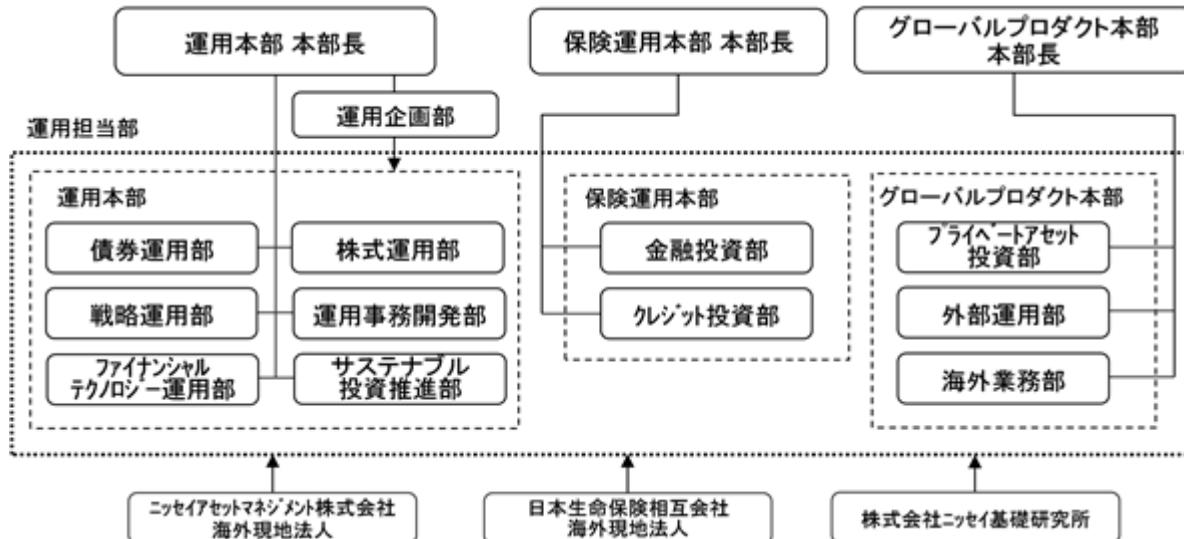 運用本部 本部長
保険運用本部 本部長
グローバルプロダクト本部
本部長
運用企画部
運用担当部
運用本部
債券運用部
株式運用部
戦略運用部
運用事務開発部
ファイナンシャル
テクノロジー運用部
サステナブル
投資推進部
保険運用本部
金融投資部
クレジット投資部
グローバルプロダクト本部
プライベートアセット
投資部
外部運用部
海外業務部
ニッセイアセットマネジメント株式会社
海外現地法人
日本生命保険相互会社
海外現地法人
株式会社ニッセイ基礎研究所